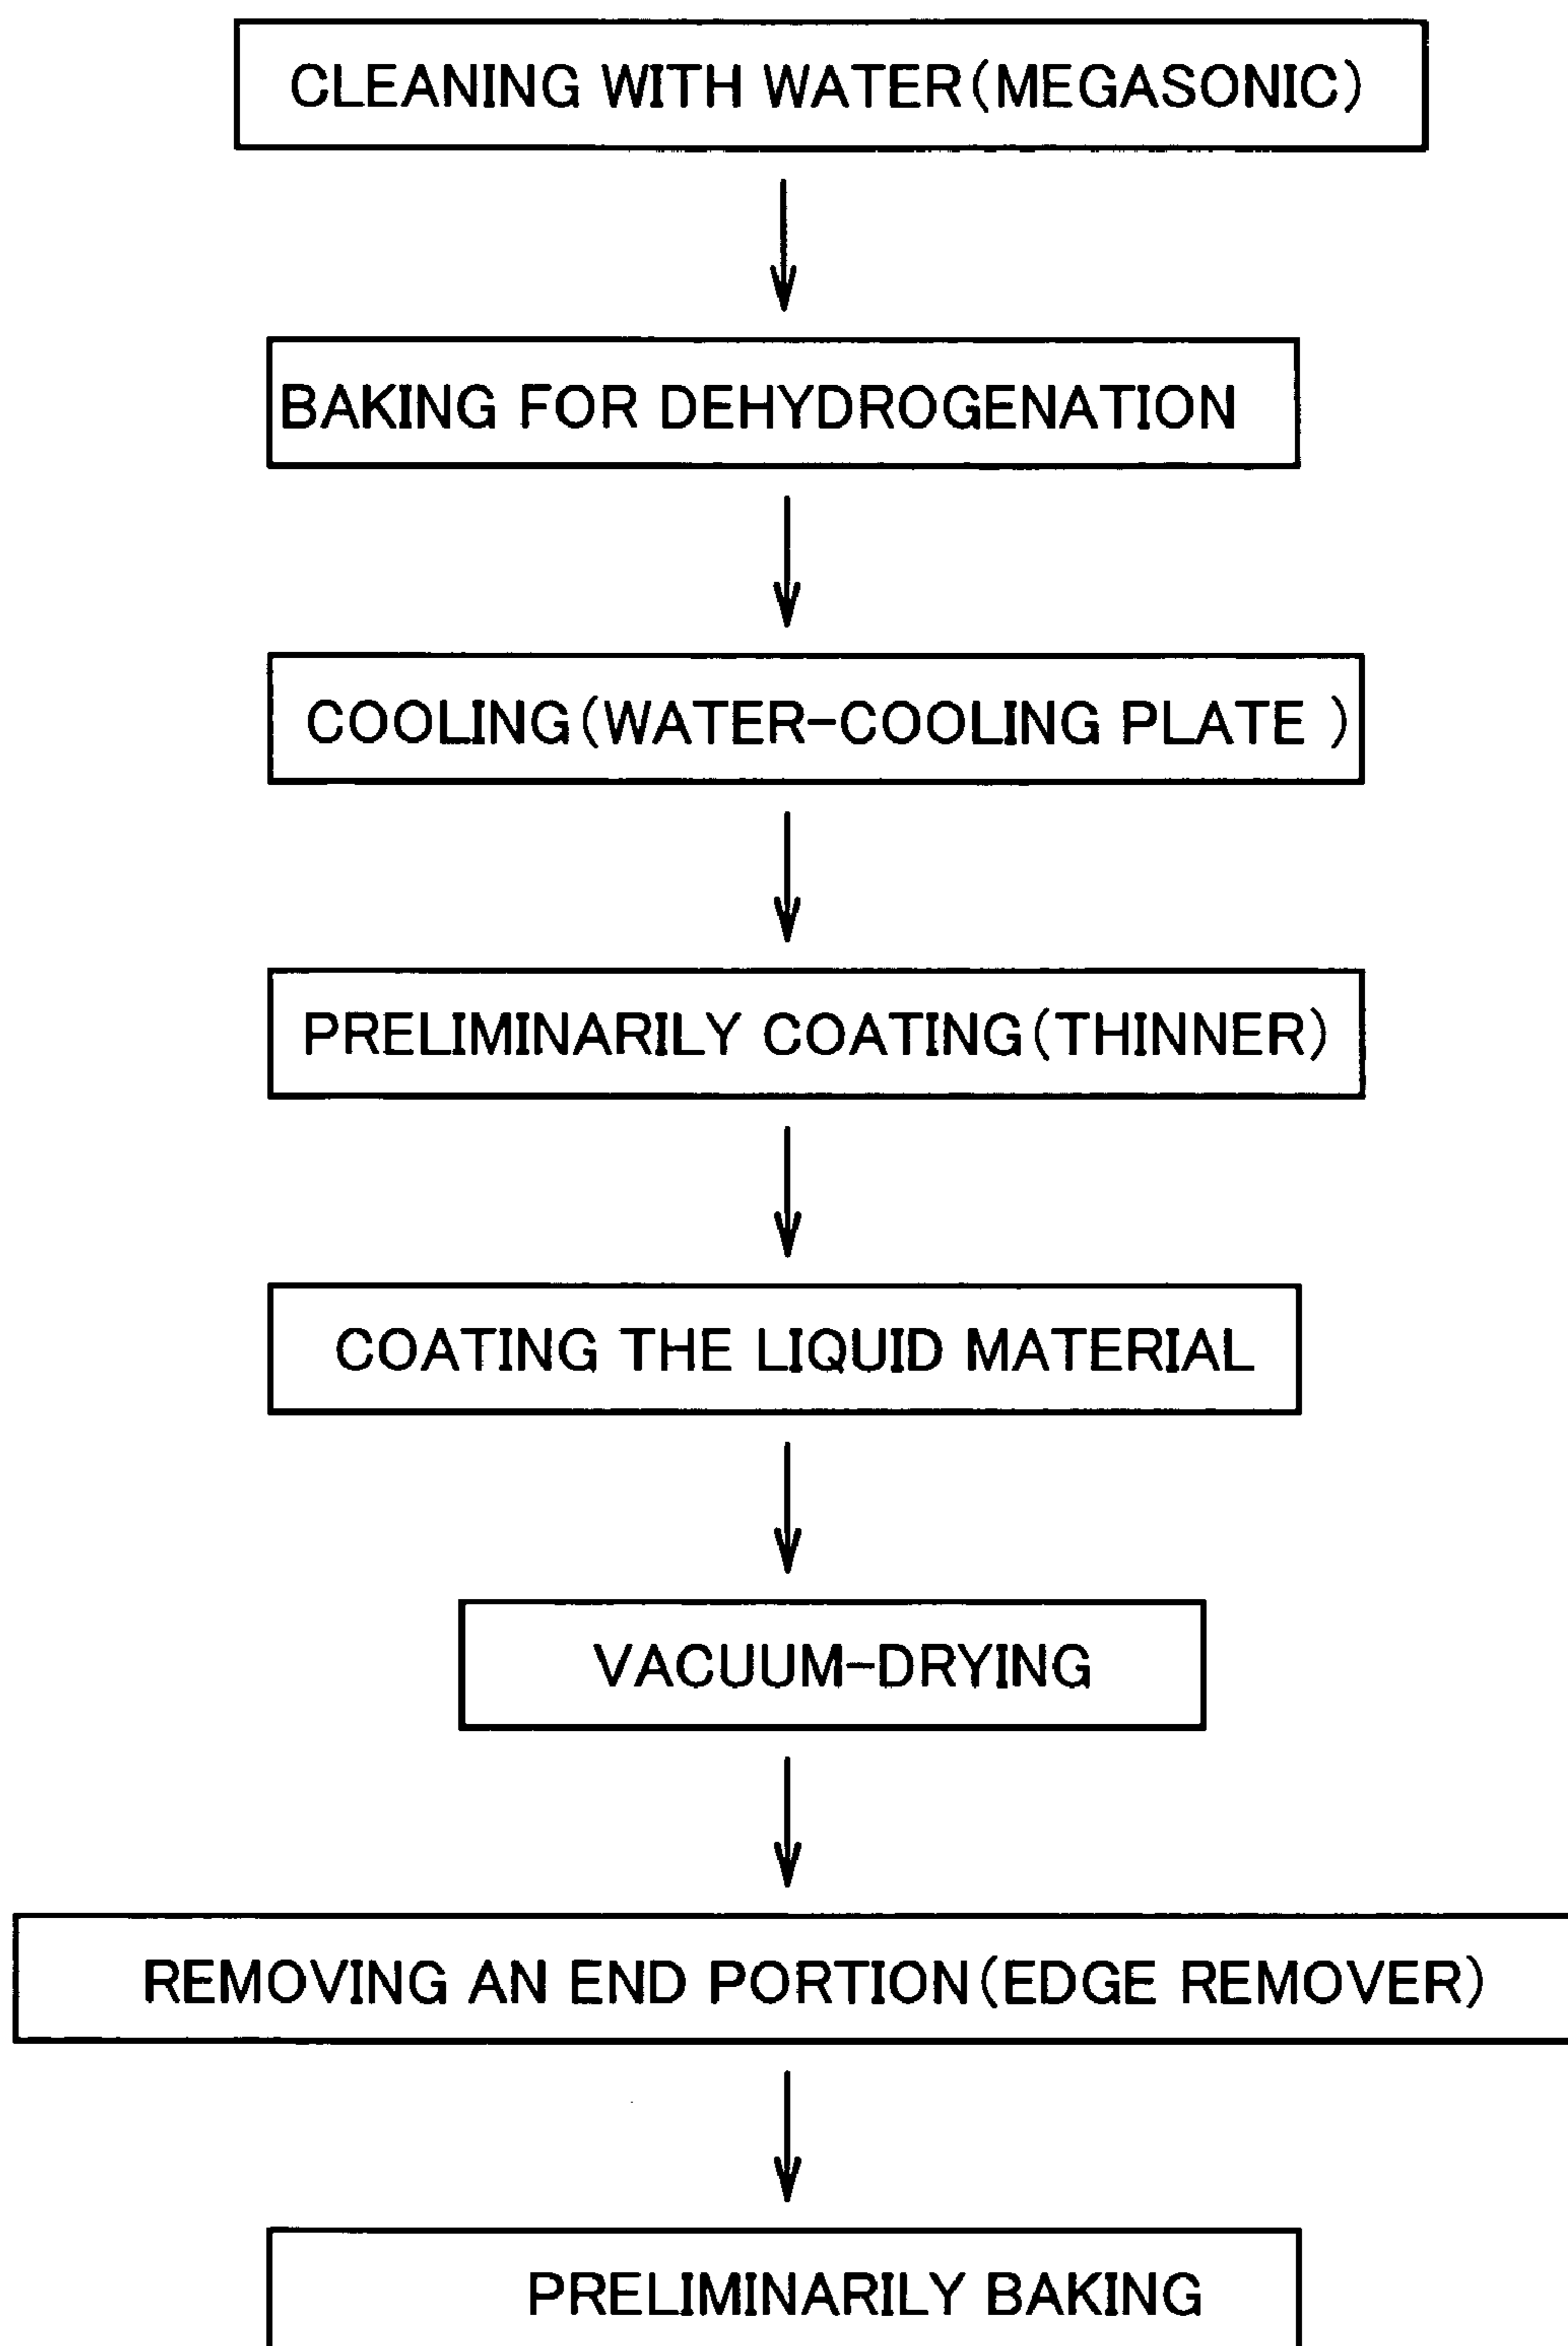 CLEANING WITH WATER(MEGASONIC)
BAKING FOR DEHYDROGENATION
COOLING(WATER-COOLING PLATE )
PRELIMINARILY COATING(THINNER)
COATING THE LIQUID MATERIAL
VACUUM-DRYING
REMOVING AN END PORTION(EDGE REMOVER)
PRELIMINARILY BAKING